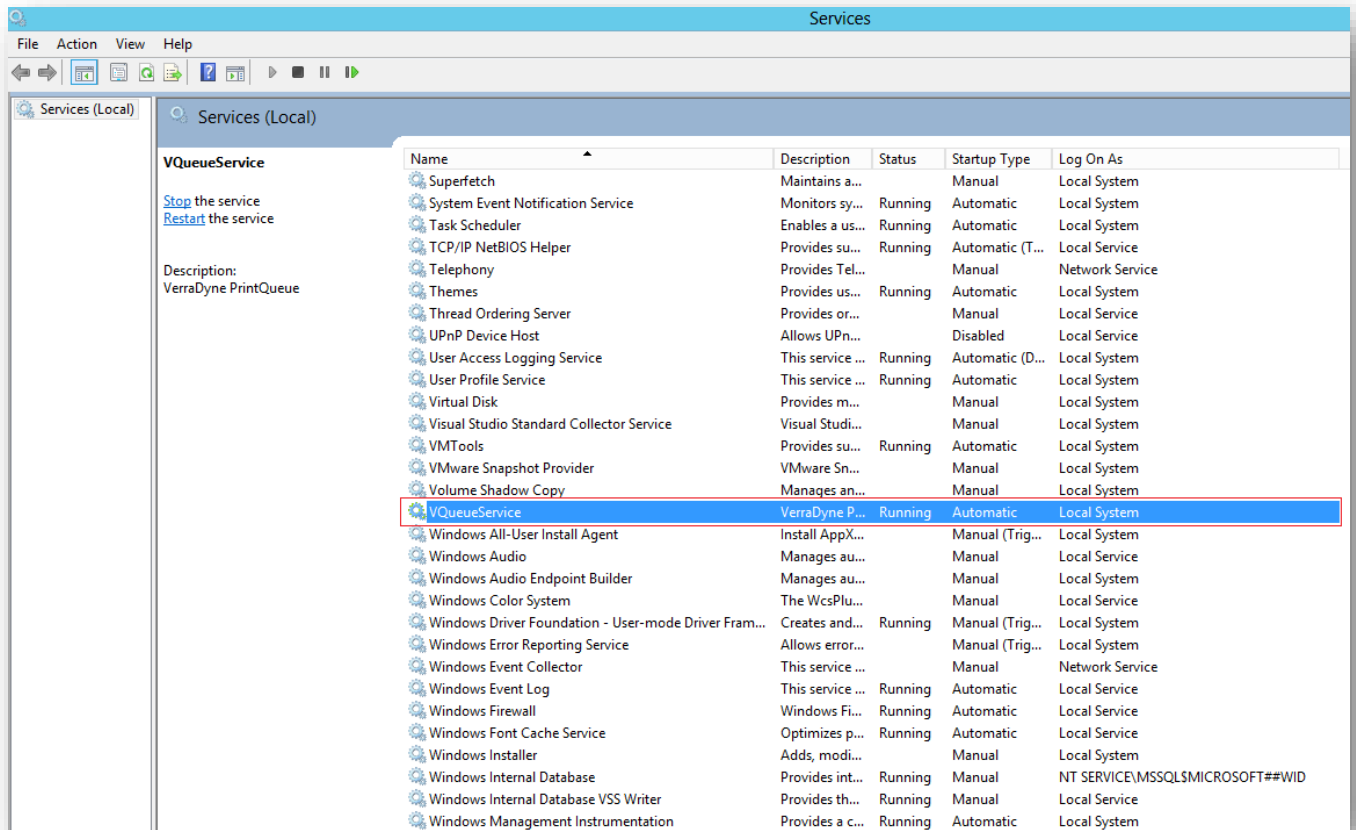 Services
File Action View Help
Services (Local)
Services (Local)
VQueueService
Stop the service
Restart the service
Description:
VerraDyne PrintQueue
Name Description Status Startup Type Log On As
Superfetch Maintains a... Manual Local System
System Event Notification Service Monitors sy... Running Automatic Local System
Task Scheduler Enables a us... Running Automatic Local System
TCP/IP NetBIOS Helper Provides su... Running Automatic (T... Local Service
Telephony Provides Tel... Manual Network Service
Themes Provides us... Running Automatic Local System
Thread Ordering Server Provides or... Manual Local Service
UPnP Device Host Allows UPn... Disabled Local Service
User Access Logging Service This service ... Running Automatic (D... Local System
User Profile Service This service ... Running Automatic Local System
Virtual Disk Provides m... Manual Local System
Visual Studio Standard Collector Service Visual Studi... Manual Local System
VMTools Provides su... Running Automatic Local System
VMware Snapshot Provider VMware Sn... Manual Local System
Volume Shadow Copy Manages an... Manual Local System
VQueueService VerraDyne P... Running Automatic Local System
Windows All-User Install Agent Install AppX... Manual (Trig... Local System
Windows Audio Manages au... Manual Local Service
Windows Audio Endpoint Builder Manages au... Manual Local System
Windows Color System The WcsPlu... Manual Local Service
Windows Driver Foundation - User-mode Driver Fram... Creates and... Running Manual (Trig... Local System
Windows Error Reporting Service Allows error... Manual (Trig... Local System
Windows Event Collector This service ... Manual Network Service
Windows Event Log This service ... Running Automatic Local Service
Windows Firewall Windows Fi... Running Automatic Local Service
Windows Font Cache Service Optimizes p... Running Automatic Local Service
Windows Installer Adds, modi... Manual Local System
Windows Internal Database Provides int... Running Manual NT SERVICE\MSSQL$MICROSOFT##WID
Windows Internal Database VSS Writer Provides th... Running Manual Local Service
Windows Management Instrumentation Provides a c... Running Automatic Local System